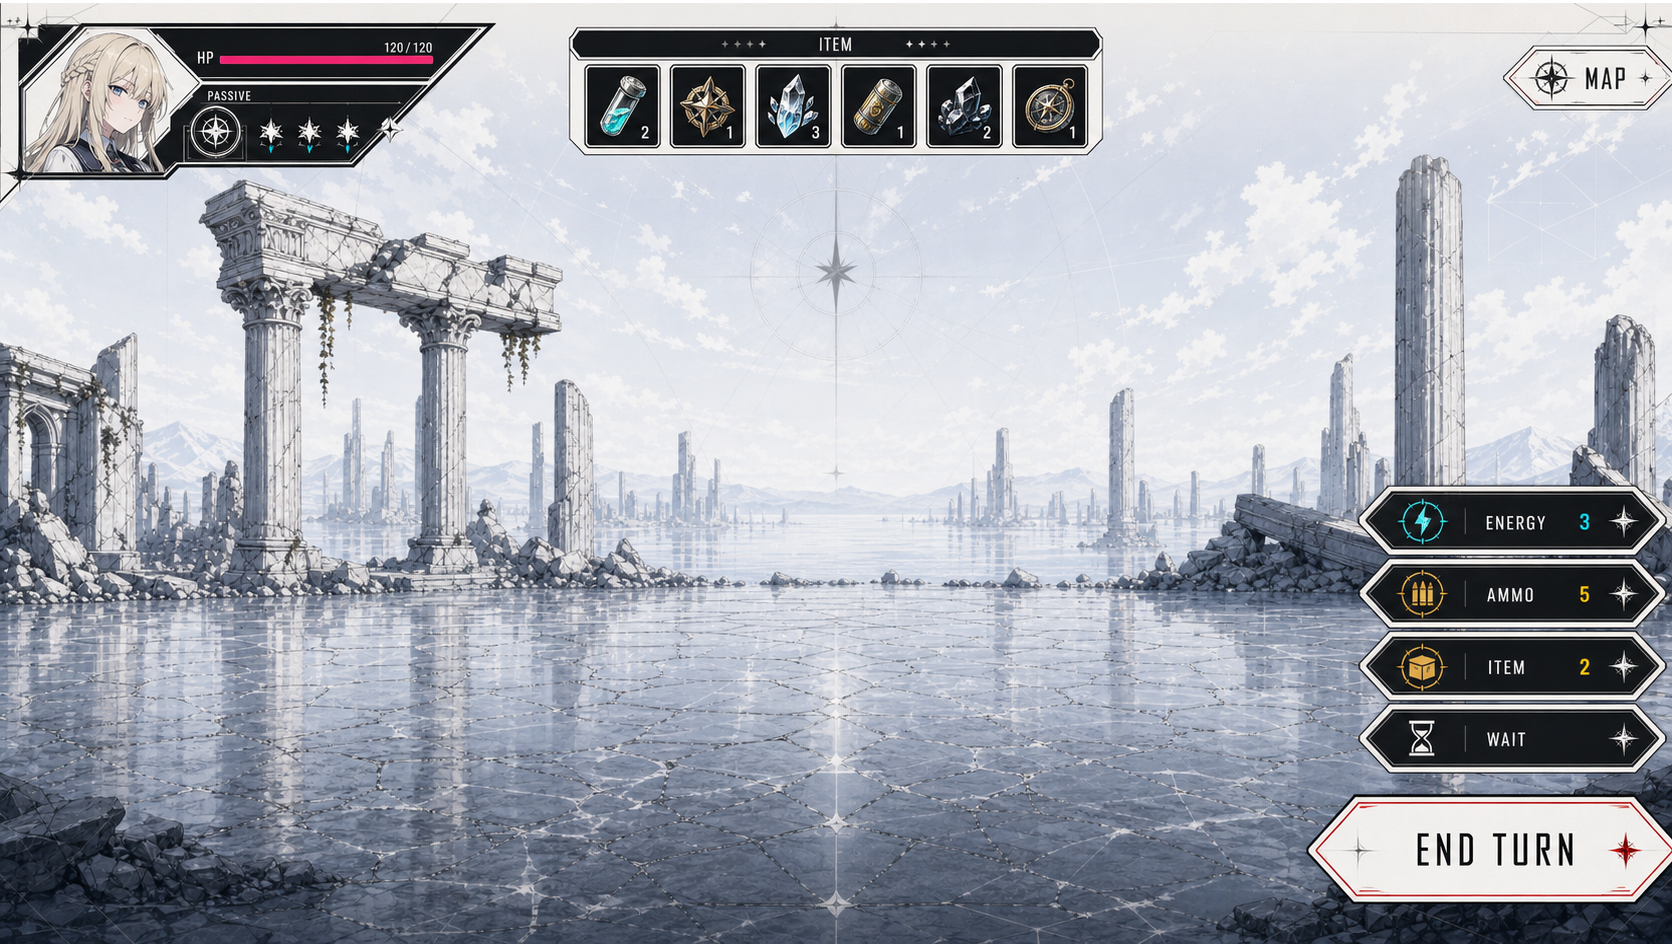 HP 120/120
PASSIVE
ITEM
2 1 3 1 2 1
MAP
ENERGY 3
AMMO 5
ITEM 2
WAIT
END TURN